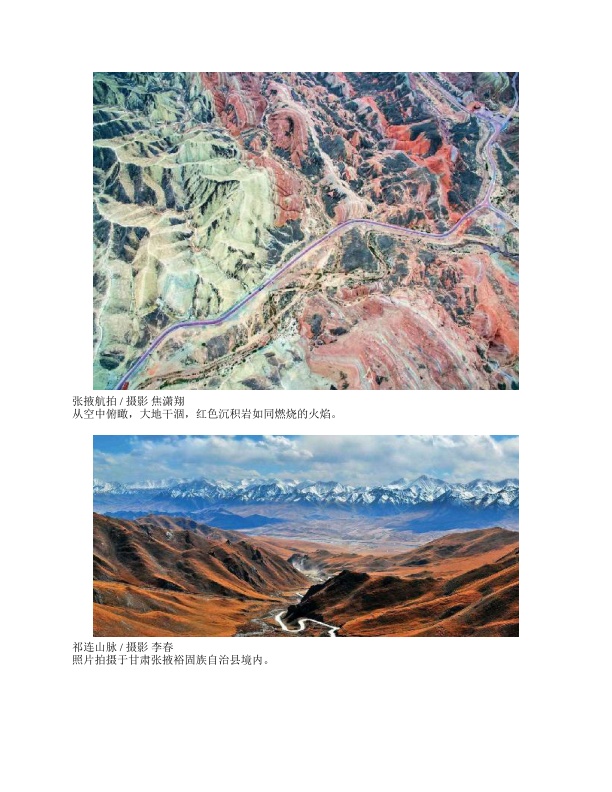 张掖航拍 / 摄影 焦潇翔
从空中俯瞰，大地干涸，红色沉积岩如同燃烧的火焰。
祁连山脉 / 摄影 李春
照片拍摄于甘肃张掖裕固族自治县境内。